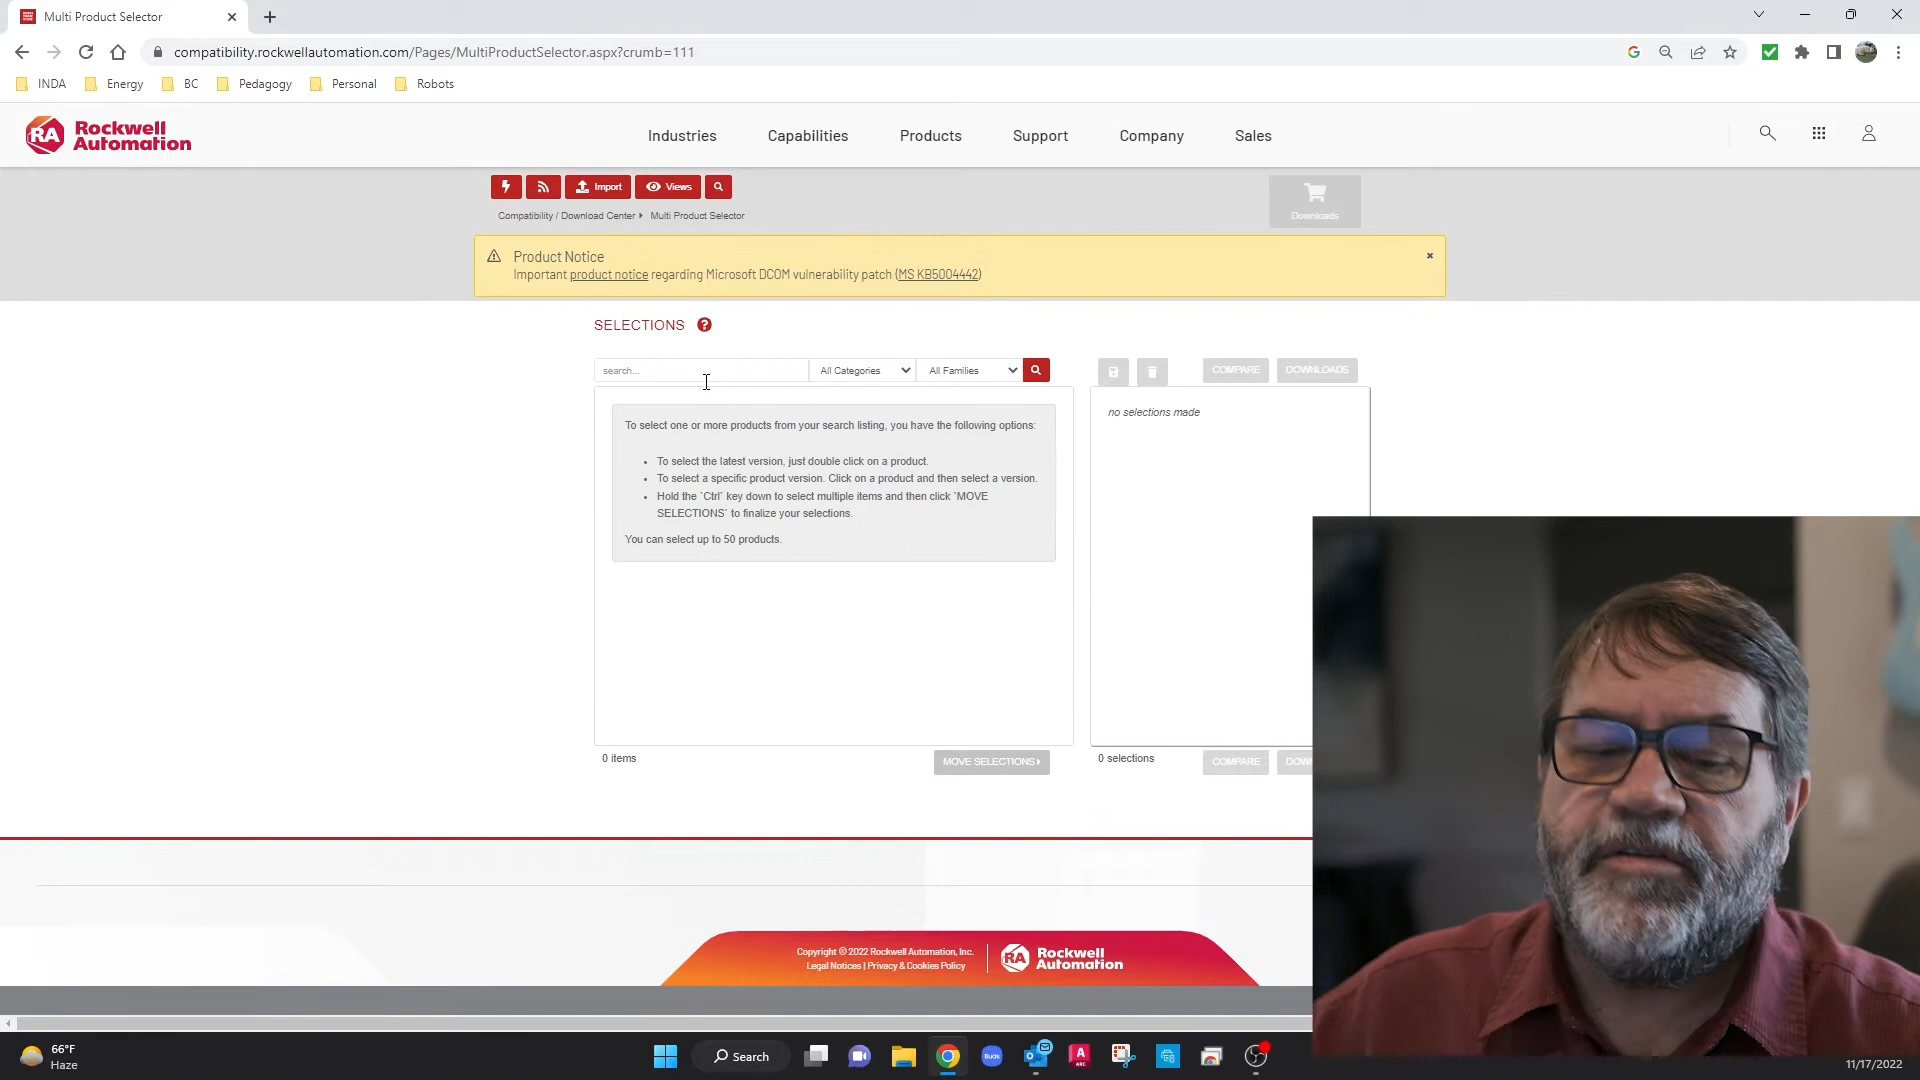 Multi Product Selector
compatibility.rockwellautomation.com/Pages/MultiProductSelector.aspx?crumb=111
INDA Energy BC Pedagogy Personal Robots
RA Rockwell Automation
Industries Capabilities Products Support Company Sales
Import Views
Downloads
Compatibility / Download Center Multi Product Selector
Product Notice
Important product notice regarding Microsoft DCOM vulnerability patch (MS KB5004442)
SELECTIONS ?
search... All Categories All Families COMPARE DOWNLOADS
To select one or more products from your search listing, you have the following options:
no selections made
• To select the latest version, just double click on a product.
• To select a specific product version. Click on a product and then select a version.
• Hold the `Ctrl` key down to select multiple items and then click `MOVE
SELECTIONS` to finalize your selections.
You can select up to 50 products.
0 items MOVE SELECTIONS 0 selections COMPARE DOW
Copyright © 2022 Rockwell Automation, Inc.
Legal Notices | Privacy & Cookies Policy
RA Rockwell Automation
66°F
Haze
Search
Buds
A
ABC
11/17/2022